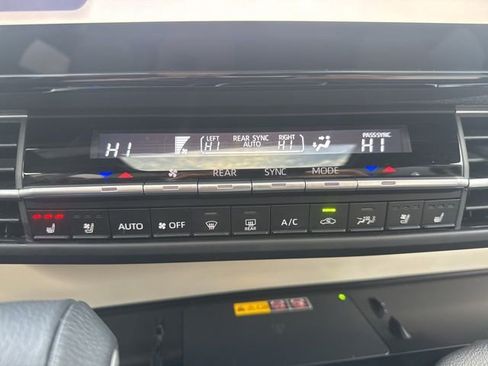 HI LEFT HI REAR SYNC AUTO RIGHT HI PASS SYNC HI
REAR SYNC MODE
AUTO OFF REAR A/C